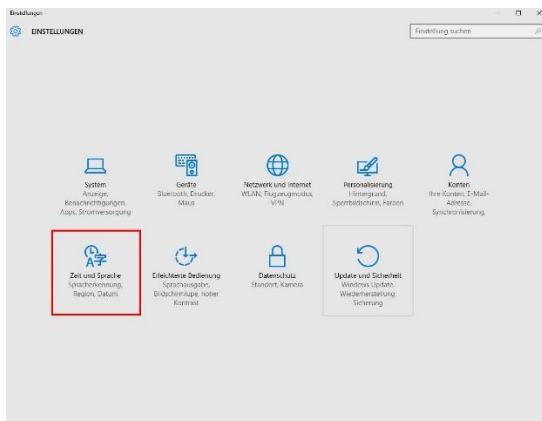 Einstellungen
EINSTELLUNGEN
Einstellung suchen
System
Anzeige,
Benachrichtigungen,
Apps, Stromversorgung
Geräte
Bluetooth, Drucker,
Maus
Netzwerk und Internet
WLAN, Flugzeugmodus,
VPN
Personalisierung
Hintergrund,
Sperrbildschirm, Farben
Konten
Ihre Konten, E-Mail-
Adresse,
Synchronisierung,
Zeit und Sprache
Spracherkennung,
Region, Datum
Erleichterte Bedienung
Sprachausgabe,
Bildschirmlupe, hoher
Kontrast
Datenschutz
Standort, Kamera
Update und Sicherheit
Windows Update,
Wiederherstellung,
Sicherung